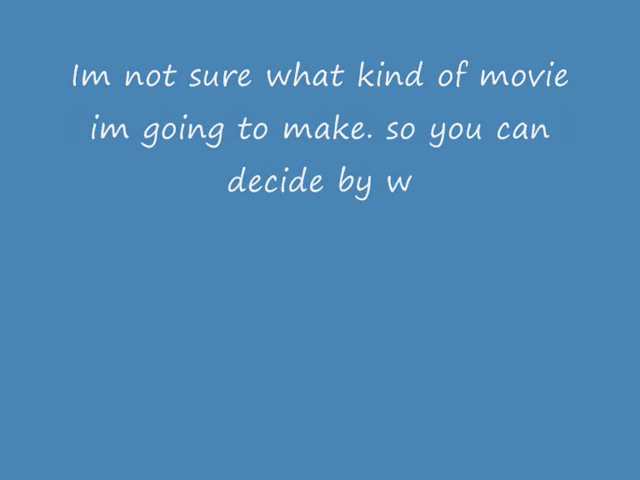 Im not sure what kind of movie
im going to make. so you can
decide by w